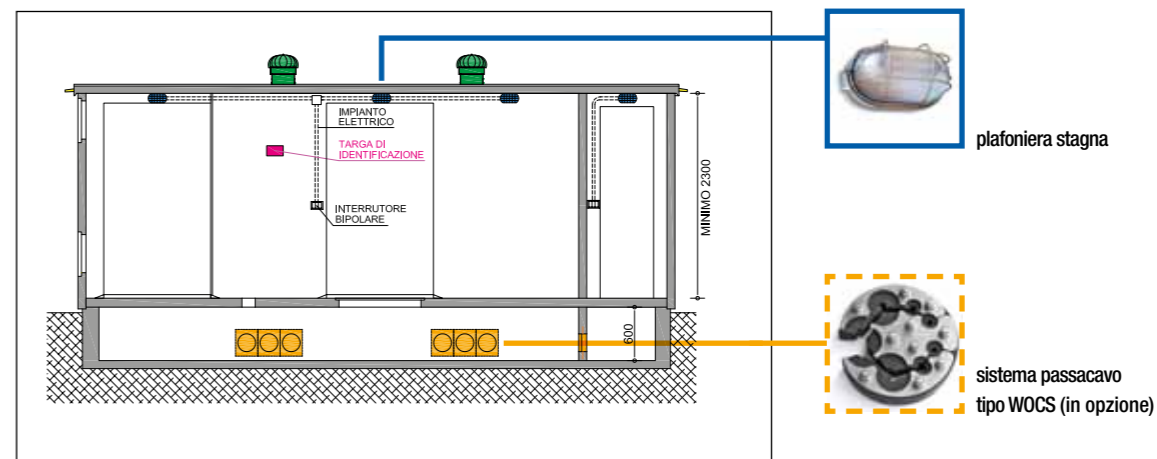 IMPIANTO
ELETTRICO
TARGA DI
IDENTIFICAZIONE
INTERRUTORE
BIPOLARE
MINIMO 2300
600
plafoniera stagna
sistema passacavo
tipo WOCS (in opzione)